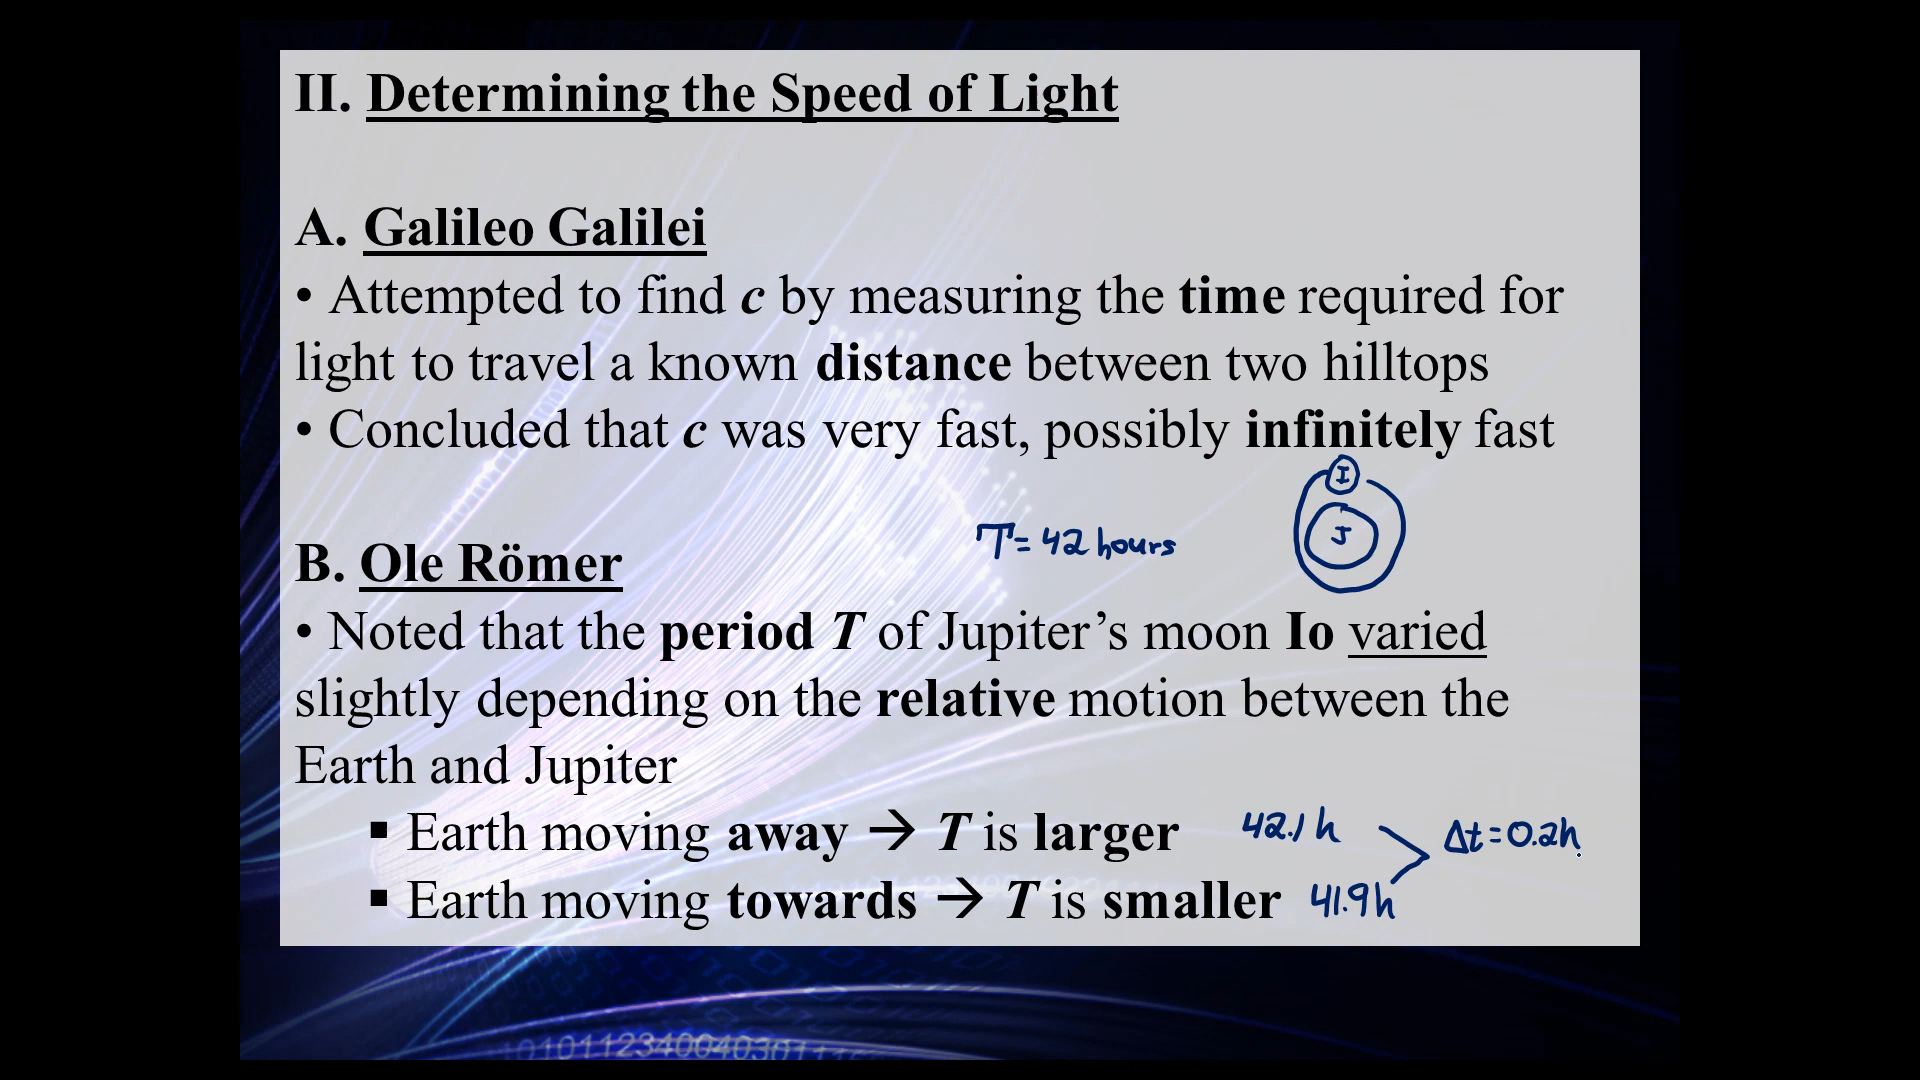 II. Determining the Speed of Light
A. Galileo Galilei
• Attempted to find c by measuring the time required for
light to travel a known distance between two hilltops
• Concluded that c was very fast, possibly infinitely fast
I
J
T = 42 hours
B. Ole Römer
• Noted that the period T of Jupiter’s moon Io varied
slightly depending on the relative motion between the
Earth and Jupiter
▪ Earth moving away → T is larger 42.1 h
Δt = 0.2h
▪ Earth moving towards → T is smaller 41.9 h